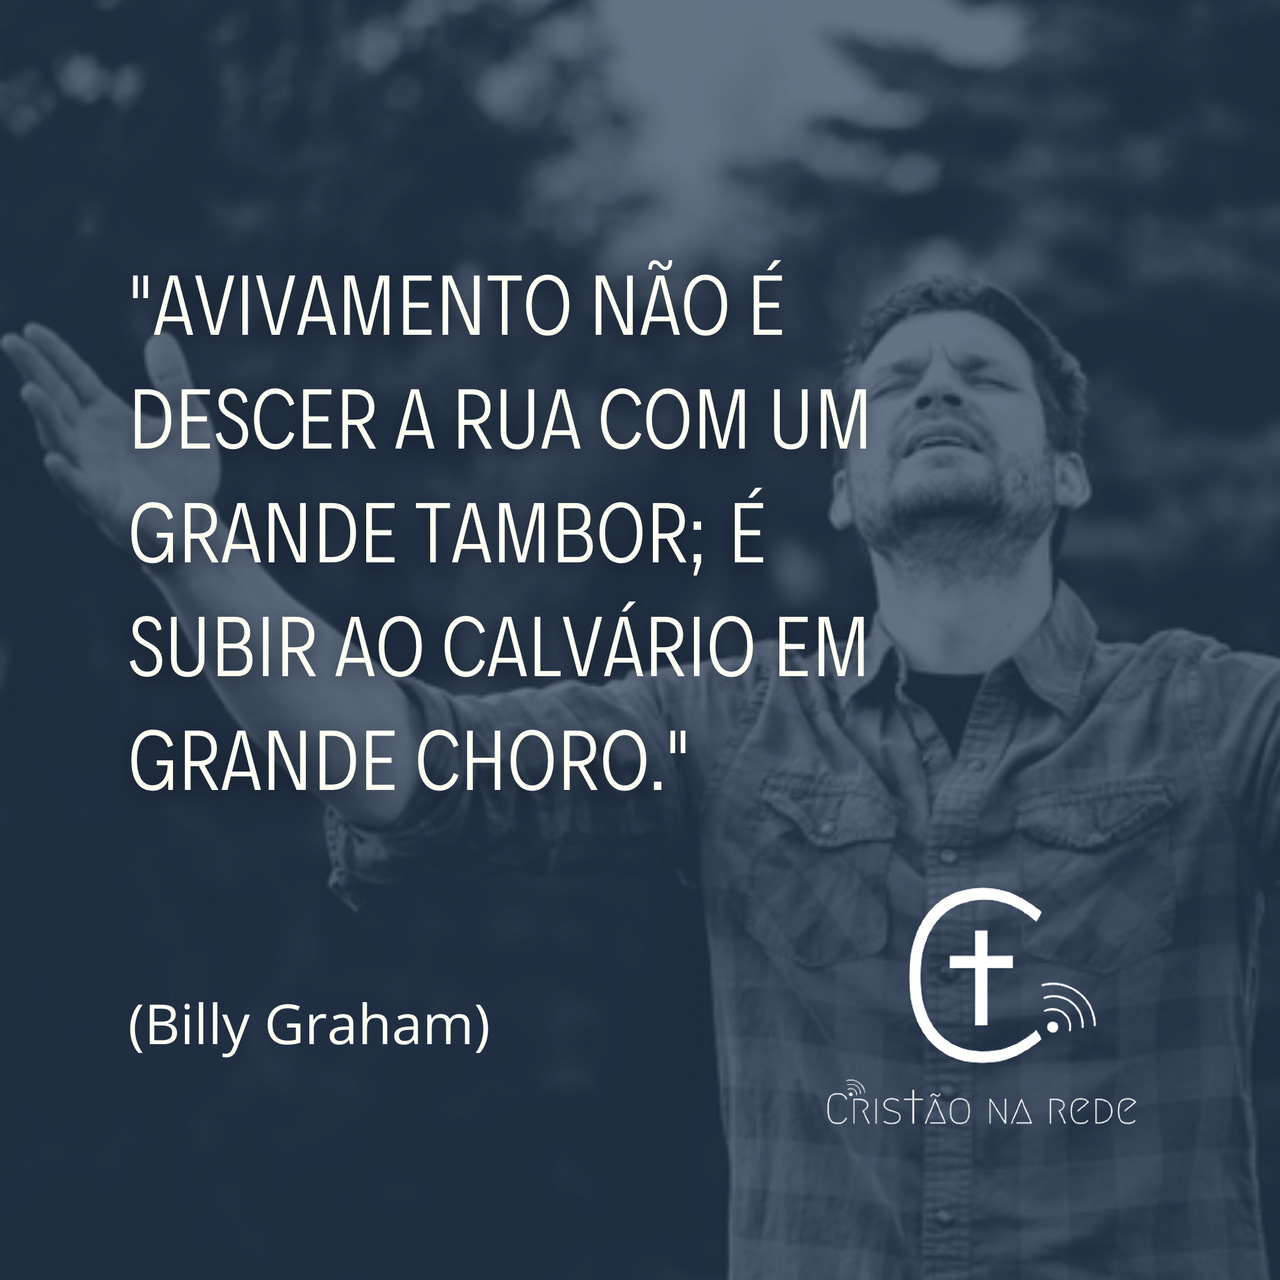 "AVIVAMENTO NÃO É
DESCER A RUA COM UM
GRANDE TAMBOR; É
SUBIR AO CALVÁRIO EM
GRANDE CHORO."
(Billy Graham)
CRISTÃO NA REDE